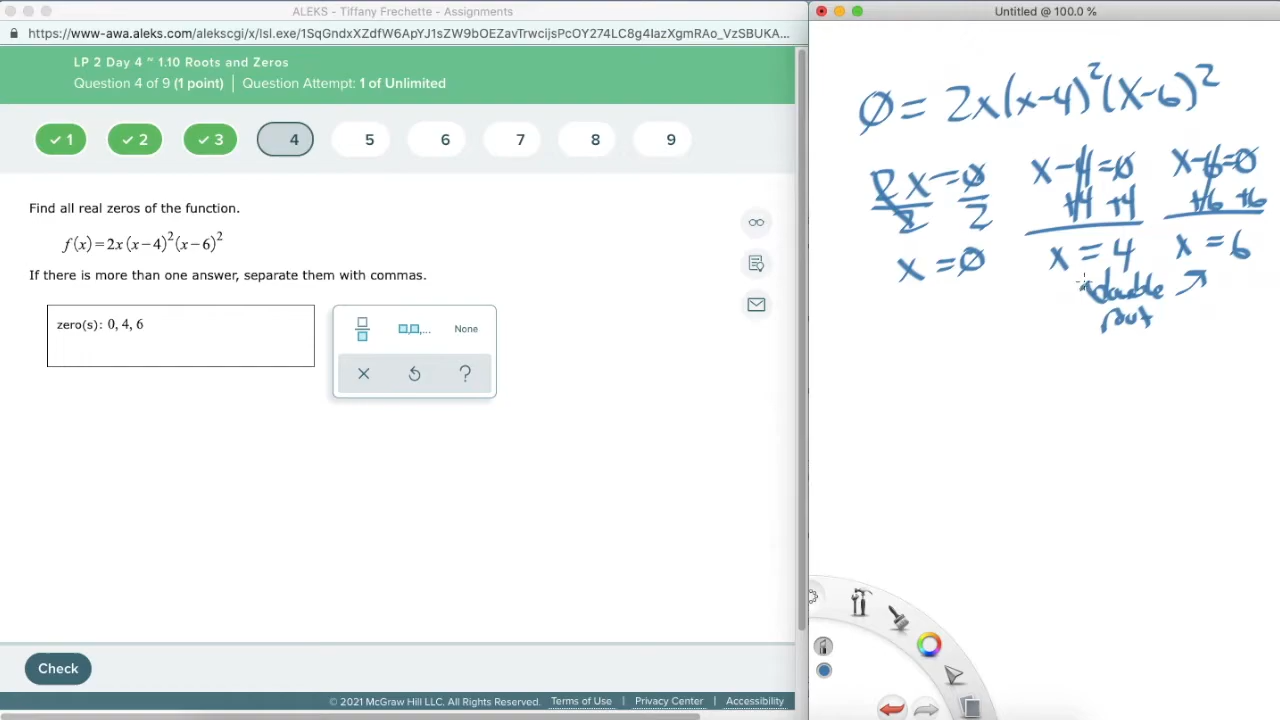 ALEKS - Tiffany Frechette - Assignments
https://www-awa.aleks.com/alekscgi/x/lsl.exe/1SqGndxXZdfW6ApYJ1sZW9bOEZavTrwcijsPcOY274LC8g4IazXgmRAo_VzSBUKA...
LP 2 Day 4 ~ 1.10 Roots and Zeros
Question 4 of 9 (1 point) | Question Attempt: 1 of Unlimited
✓ 1 ✓ 2 ✓ 3 4 5 6 7 8 9
Find all real zeros of the function.
f(x)=2x(x−4)²(x−6)²
If there is more than one answer, separate them with commas.
zero(s): 0, 4, 6
None
Check
© 2021 McGraw Hill LLC. All Rights Reserved. Terms of Use | Privacy Center | Accessibility
Untitled @ 100.0 %
0 = 2x(x-4)²(x-6)²
2x=0 x-4=0 x-6=0
2 2 +4 +4 +6 +6
x=0 x=4 x=6
double
root